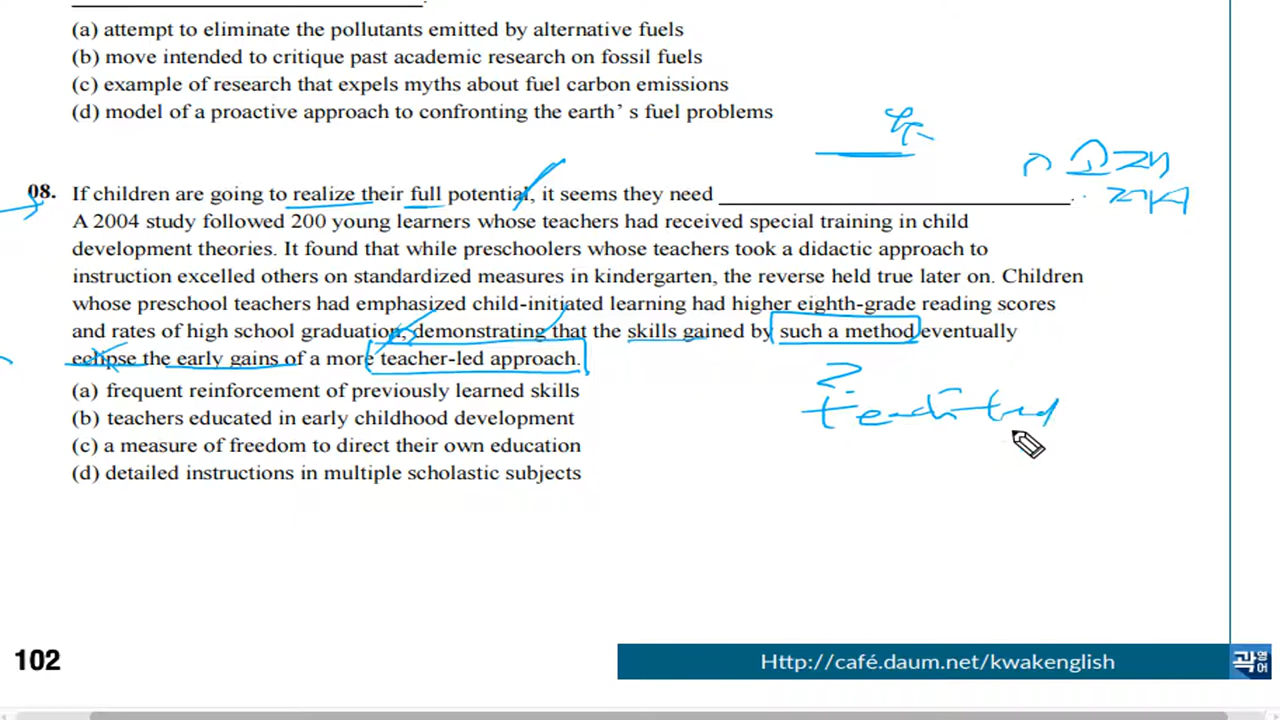 (a) attempt to eliminate the pollutants emitted by alternative fuels
(b) move intended to critique past academic research on fossil fuels
(c) example of research that expels myths about fuel carbon emissions
(d) model of a proactive approach to confronting the earth’ s fuel problems
08. If children are going to realize their full potential, it seems they need ______.
A 2004 study followed 200 young learners whose teachers had received special training in child
development theories. It found that while preschoolers whose teachers took a didactic approach to
instruction excelled others on standardized measures in kindergarten, the reverse held true later on. Children
whose preschool teachers had emphasized child-initiated learning had higher eighth-grade reading scores
and rates of high school graduation, demonstrating that the skills gained by such a method eventually
eclipse the early gains of a more teacher-led approach.
(a) frequent reinforcement of previously learned skills
(b) teachers educated in early childhood development
(c) a measure of freedom to direct their own education
(d) detailed instructions in multiple scholastic subjects
102
Http://café.daum.net/kwakenglish
곽영어